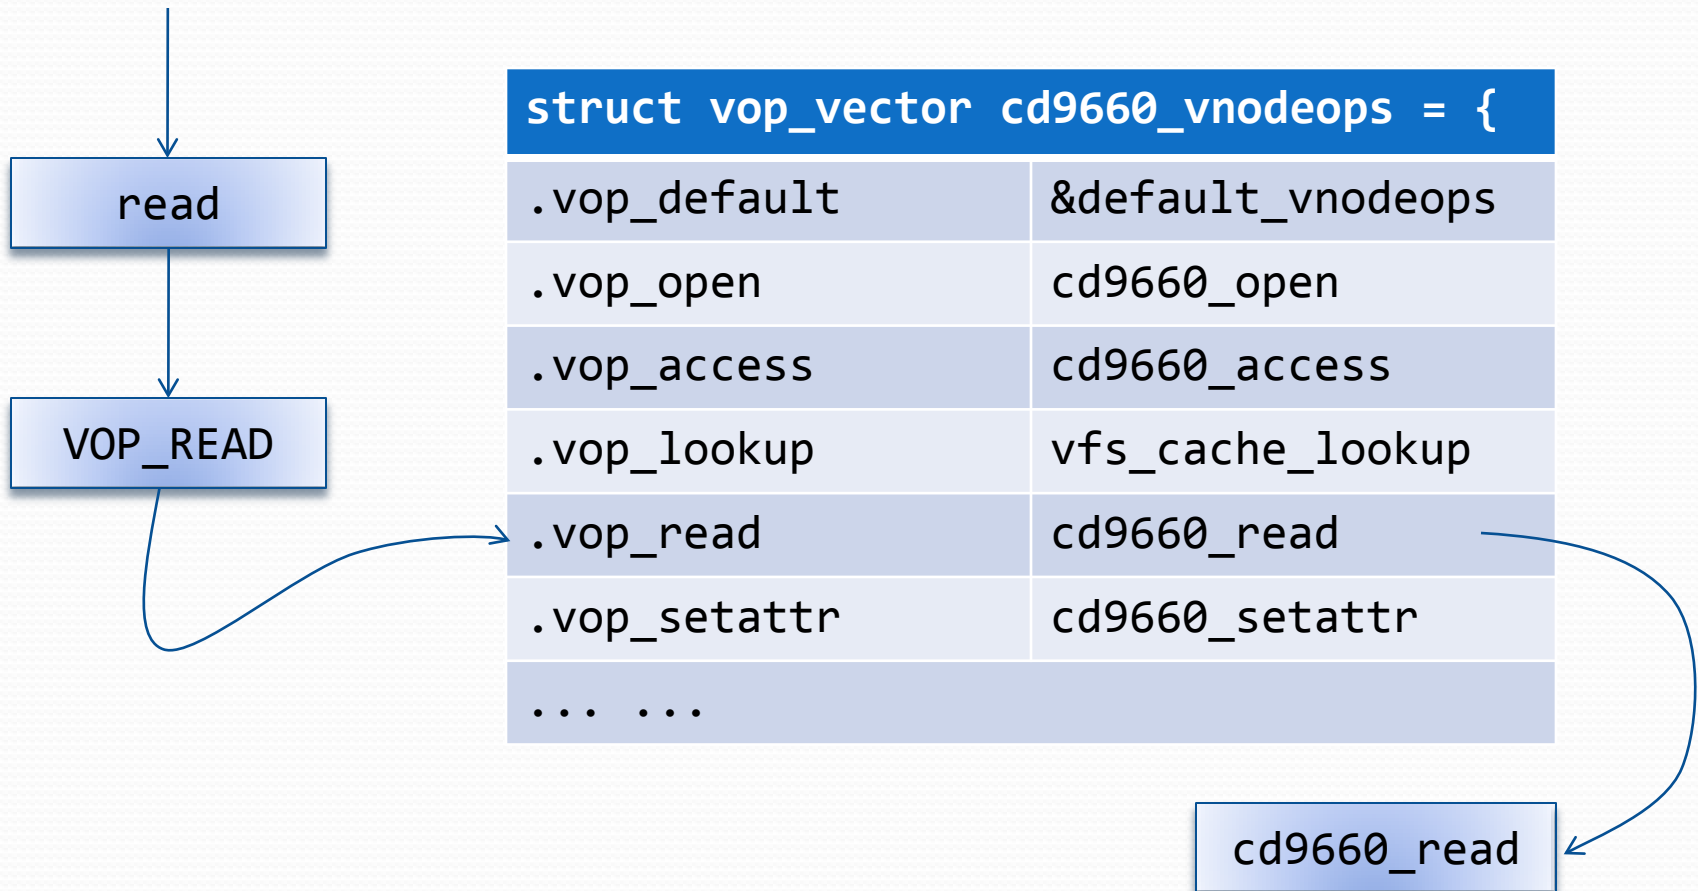 read
VOP_READ
struct vop_vector cd9660_vnodeops = {
.vop_default &default_vnodeops
.vop_open cd9660_open
.vop_access cd9660_access
.vop_lookup vfs_cache_lookup
.vop_read cd9660_read
.vop_setattr cd9660_setattr
... ...
cd9660_read